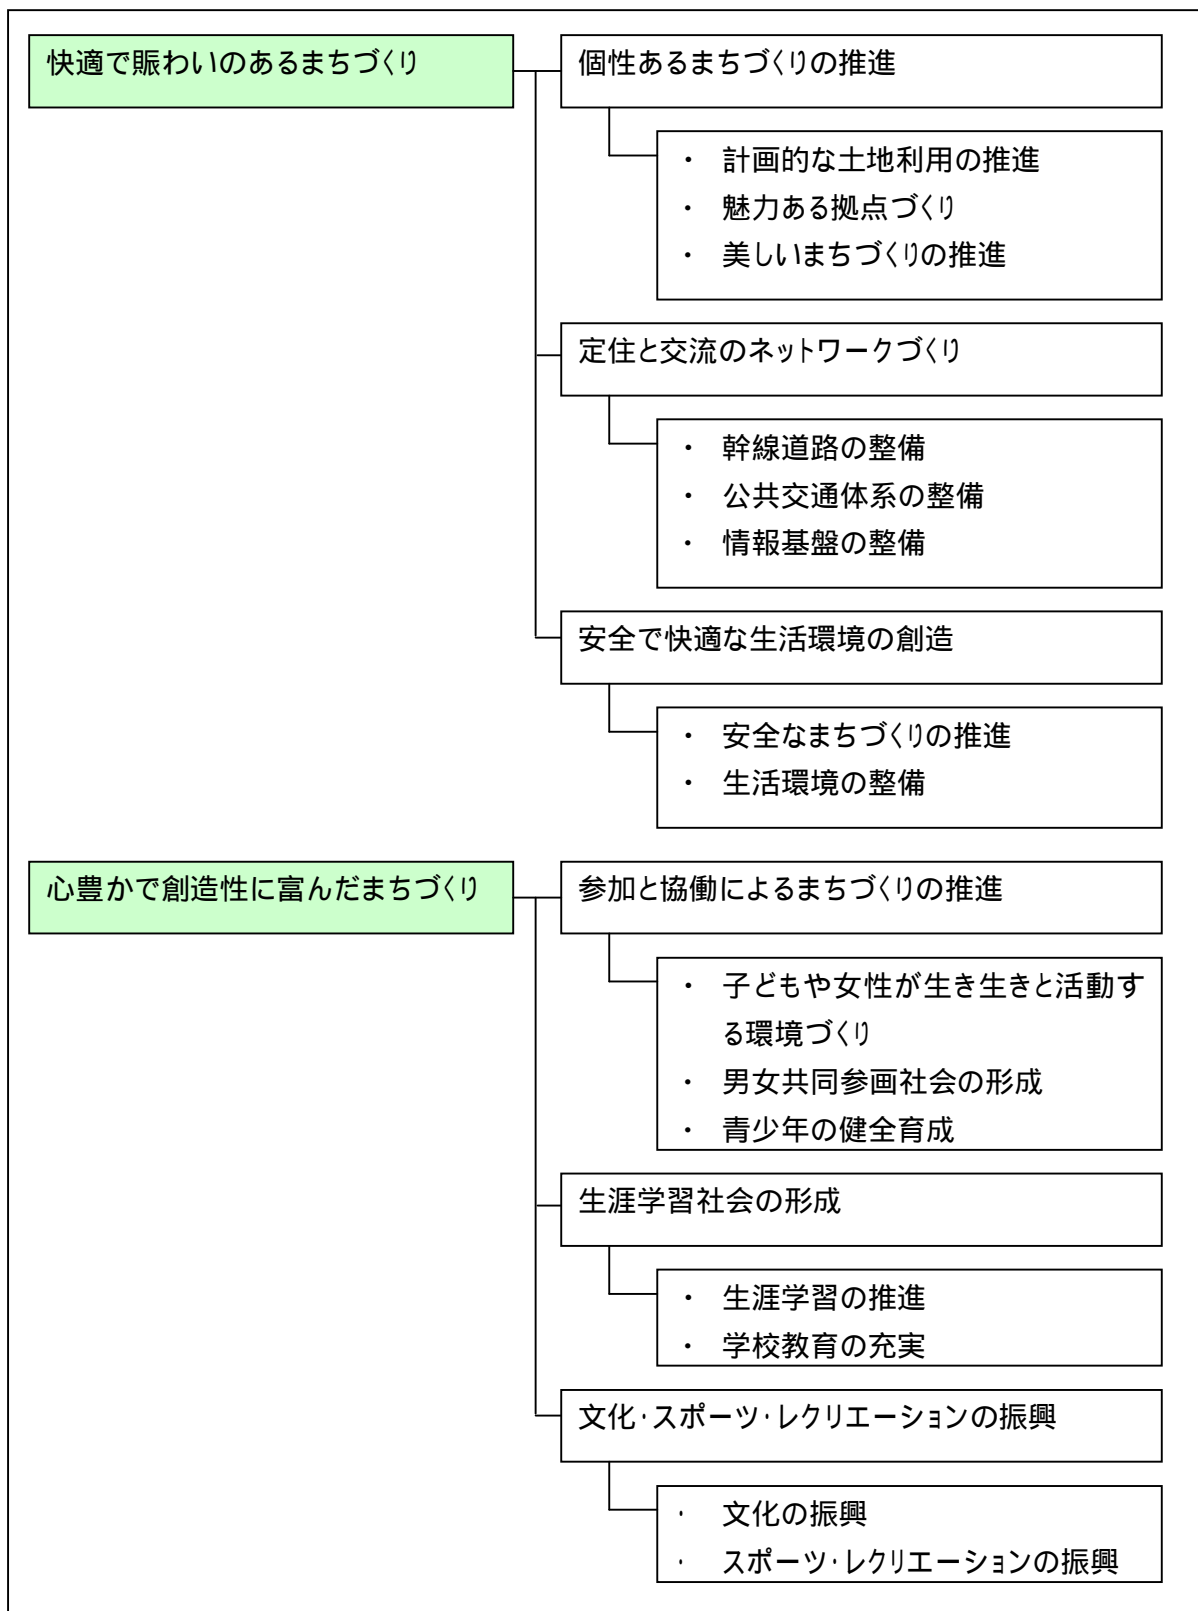 快適で賑わいのあるまちづくり
個性あるまちづくりの推進
・ 計画的な土地利用の推進
・ 魅力ある拠点づくり
・ 美しいまちづくりの推進
定住と交流のネットワークづくり
・ 幹線道路の整備
・ 公共交通体系の整備
・ 情報基盤の整備
安全で快適な生活環境の創造
・ 安全なまちづくりの推進
・ 生活環境の整備
心豊かで創造性に富んだまちづくり
参加と協働によるまちづくりの推進
・ 子どもや女性が生き生きと活動す
る環境づくり
・ 男女共同参画社会の形成
・ 青少年の健全育成
生涯学習社会の形成
・ 生涯学習の推進
・ 学校教育の充実
文化・スポーツ・レクリエーションの振興
・ 文化の振興
・ スポーツ・レクリエーションの振興